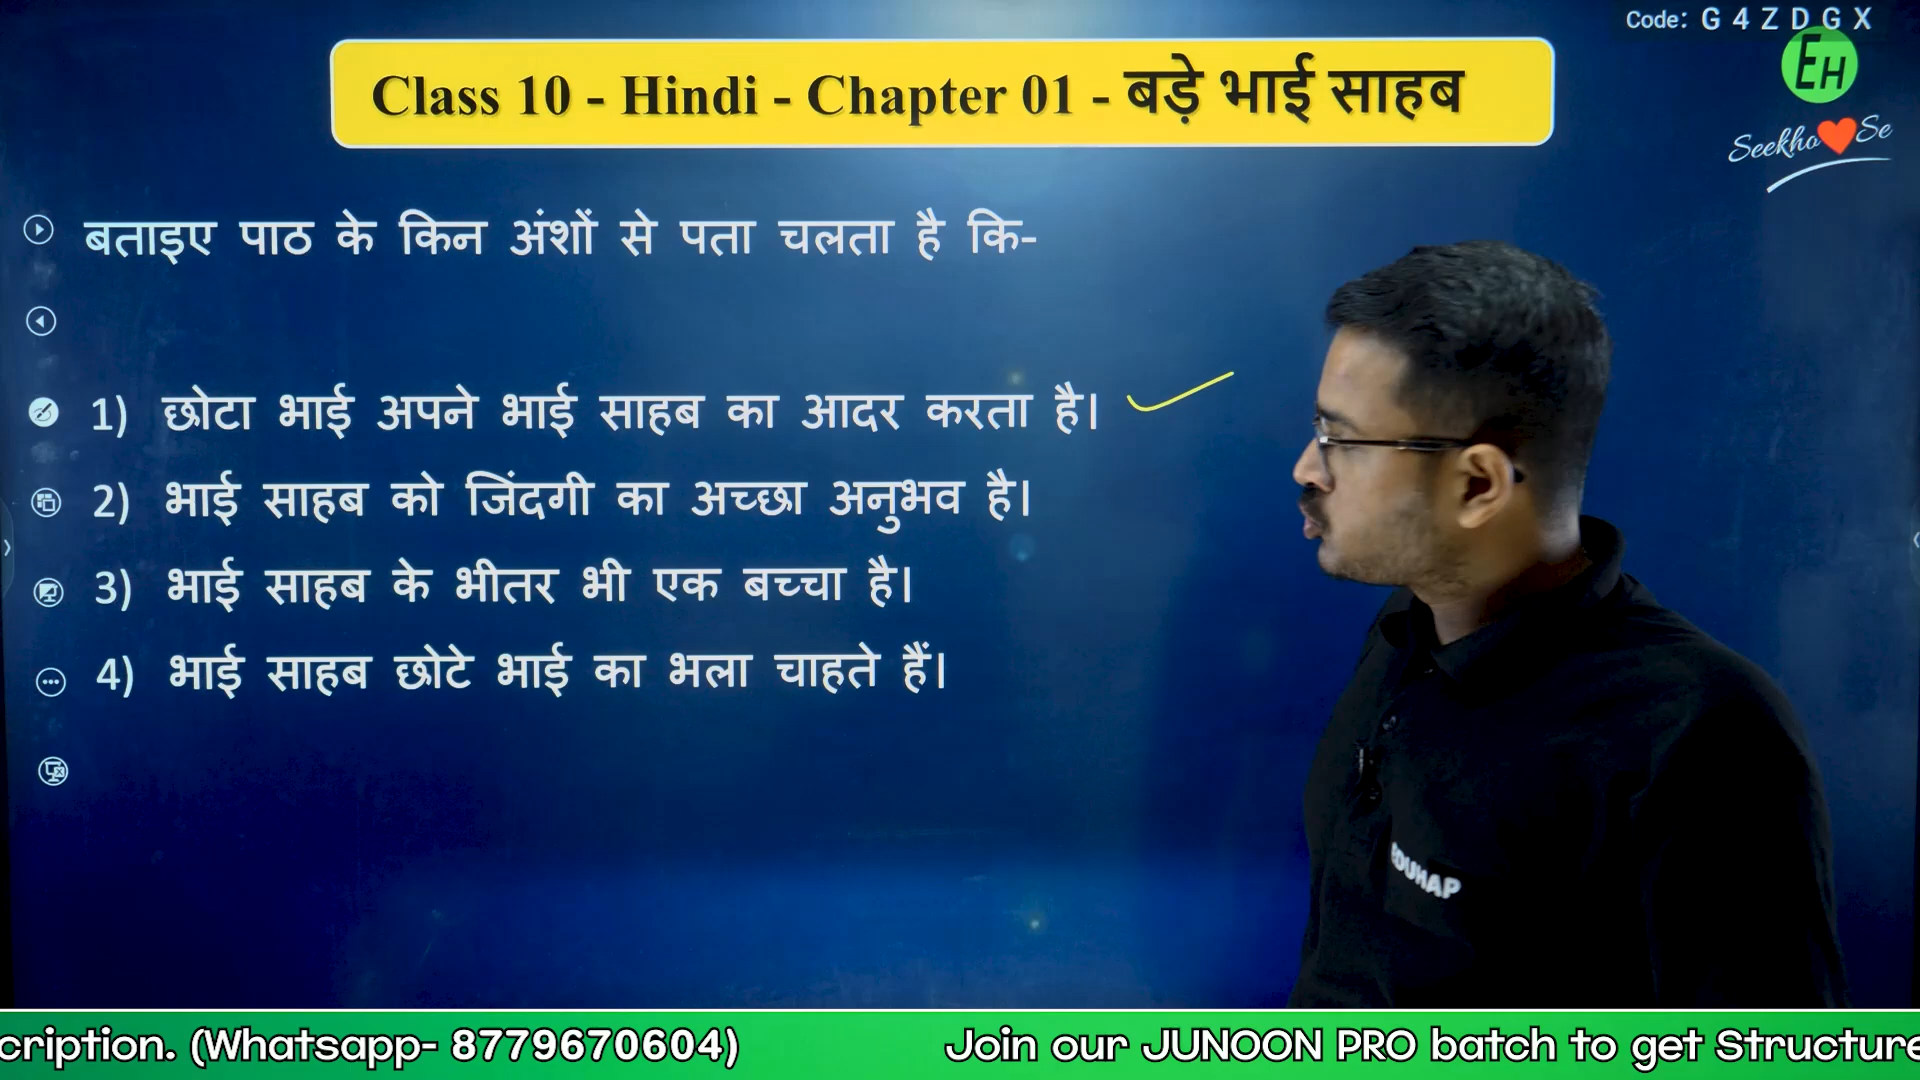 Code: G 4 Z D G X
EH
Seekho Se
Class 10 - Hindi - Chapter 01 - बड़े भाई साहब
बताइए पाठ के किन अंशों से पता चलता है कि-
1) छोटा भाई अपने भाई साहब का आदर करता है।
2) भाई साहब को जिंदगी का अच्छा अनुभव है।
3) भाई साहब के भीतर भी एक बच्चा है।
4) भाई साहब छोटे भाई का भला चाहते हैं।
EDUHAP
cription. (Whatsapp- 8779670604) Join our JUNOON PRO batch to get Structure